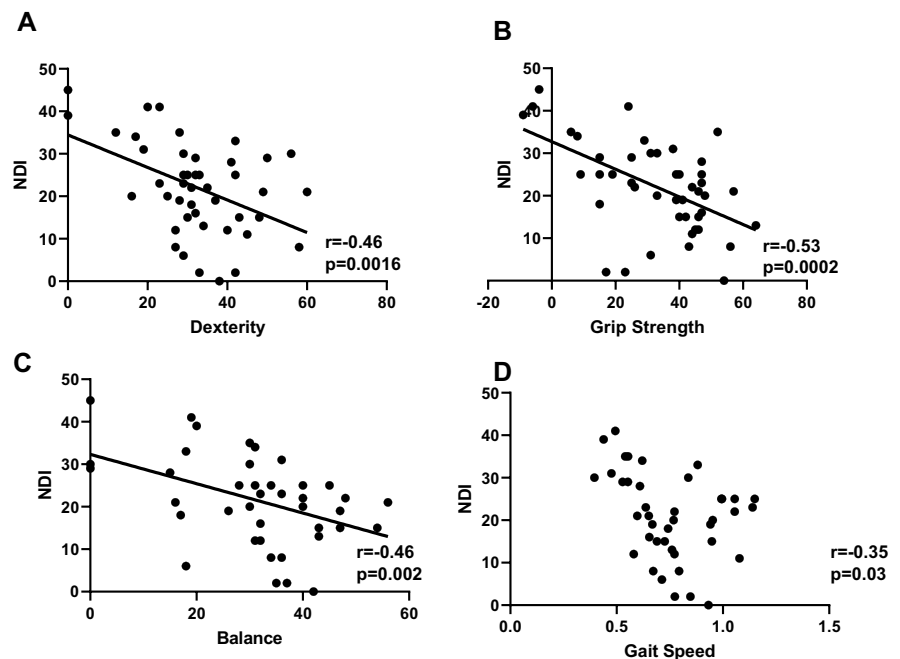 A
50
40
30
20
10
0
NDI
0 20 40 60 80
Dexterity
r=-0.46
p=0.0016
B
50
40
30
20
10
NDI
-20 0 20 40 60 80
Grip Strength
r=-0.53
p=0.0002
C
50
40
30
20
10
0
NDI
0 20 40 60
Balance
r=-0.46
p=0.002
D
50
40
30
20
10
0
NDI
0.0 0.5 1.0 1.5
Gait Speed
r=-0.35
p=0.03